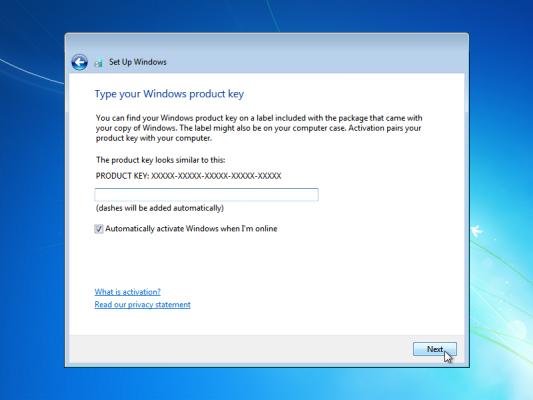 Set Up Windows
Type your Windows product key
You can find your Windows product key on a label included with the package that came with
your copy of Windows. The label might also be on your computer case. Activation pairs your
product key with your computer.
The product key looks similar to this:
PRODUCT KEY: XXXXX-XXXXX-XXXXX-XXXXX-XXXXX
(dashes will be added automatically)
Automatically activate Windows when I'm online
What is activation?
Read our privacy statement
Next